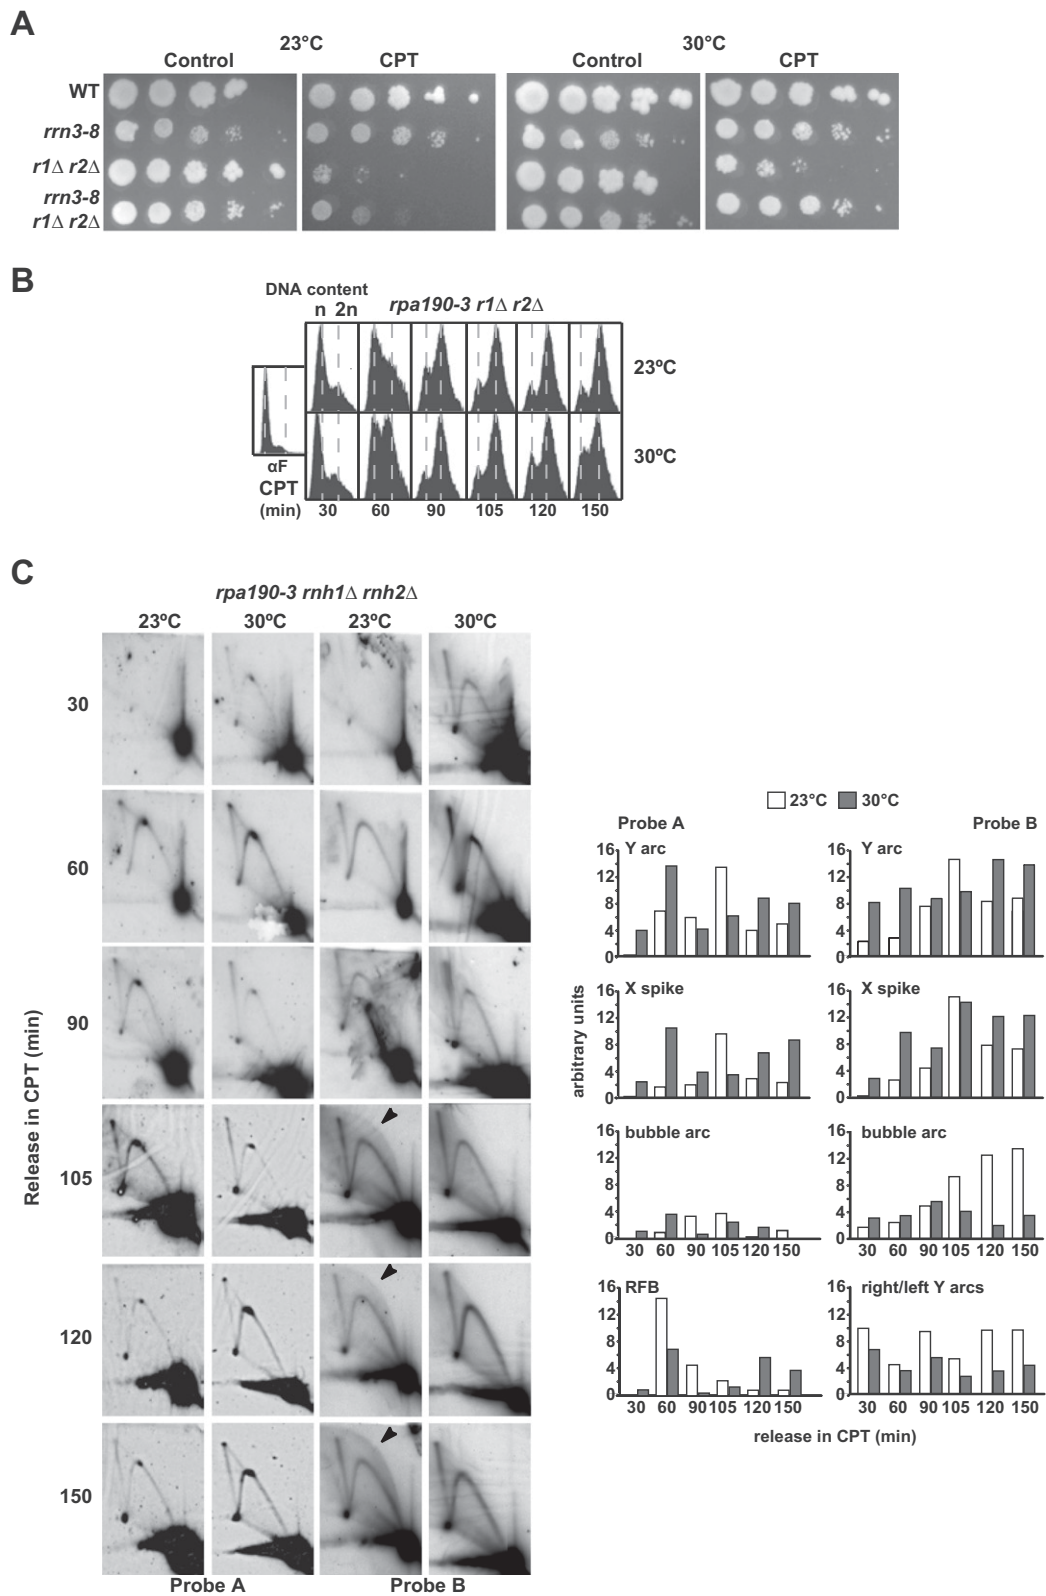 A
23°C
30°C
Control
CPT
Control
CPT
WT
rrn3-8
r1Δ r2Δ
rrn3-8
r1Δ r2Δ
B
DNA content
n 2n
rpa190-3 r1Δ r2Δ
23ºC
30ºC
αF
CPT
(min)
30
60
90
105
120
150
C
rpa190-3 rnh1Δ rnh2Δ
23ºC
30ºC
23ºC
30ºC
Release in CPT (min)
30
60
90
105
120
150
Probe A
Probe B
23°C
30°C
Probe A
Probe B
arbitrary units
16
12
8
4
0
Y arc
16
12
8
4
0
Y arc
16
12
8
4
0
X spike
16
12
8
4
0
X spike
16
12
8
4
0
bubble arc
30 60 90 105 120 150
16
12
8
4
0
bubble arc
30 60 90 105 120 150
16
12
8
4
0
RFB
30 60 90 105 120 150
16
12
8
4
0
right/left Y arcs
30 60 90 105 120 150
release in CPT (min)